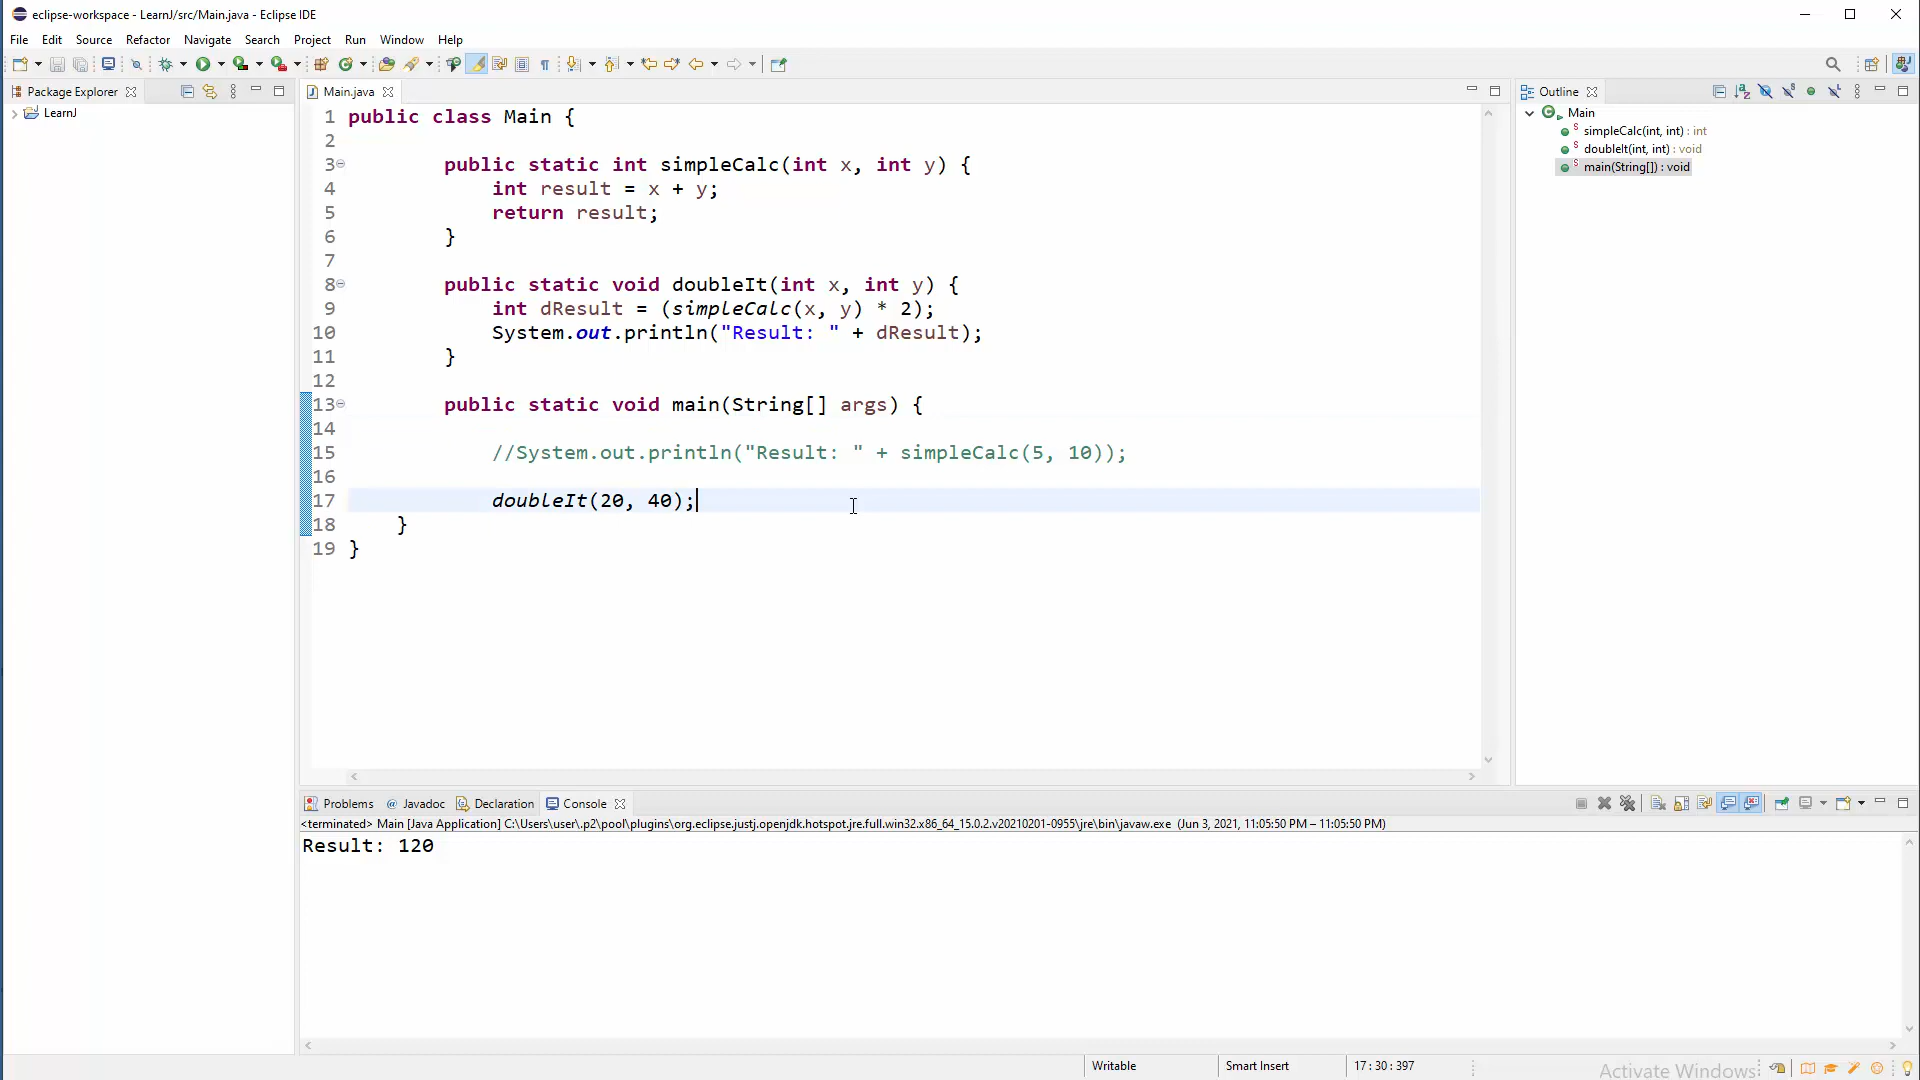 eclipse-workspace - LearnJ/src/Main.java - Eclipse IDE
File Edit Source Refactor Navigate Search Project Run Window Help
Package Explorer
LearnJ
Main.java
1 public class Main {
2
3 public static int simpleCalc(int x, int y) {
4 int result = x + y;
5 return result;
6 }
7
8 public static void doubleIt(int x, int y) {
9 int dResult = (simpleCalc(x, y) * 2);
10 System.out.println("Result: " + dResult);
11 }
12
13 public static void main(String[] args) {
14
15 //System.out.println("Result: " + simpleCalc(5, 10));
16
17 doubleIt(20, 40);
18 }
19 }
Outline
Main
simpleCalc(int, int) : int
doubleIt(int, int) : void
main(String[]) : void
Problems @ Javadoc Declaration Console
<terminated> Main [Java Application] C:\Users\user\.p2\pool\plugins\org.eclipse.justj.openjdk.hotspot.jre.full.win32.x86_64_15.0.2.v20210201-0955\jre\bin\javaw.exe (Jun 3, 2021, 11:05:50 PM – 11:05:50 PM)
Result: 120
Writable Smart Insert 17 : 30 : 397
Activate Windows